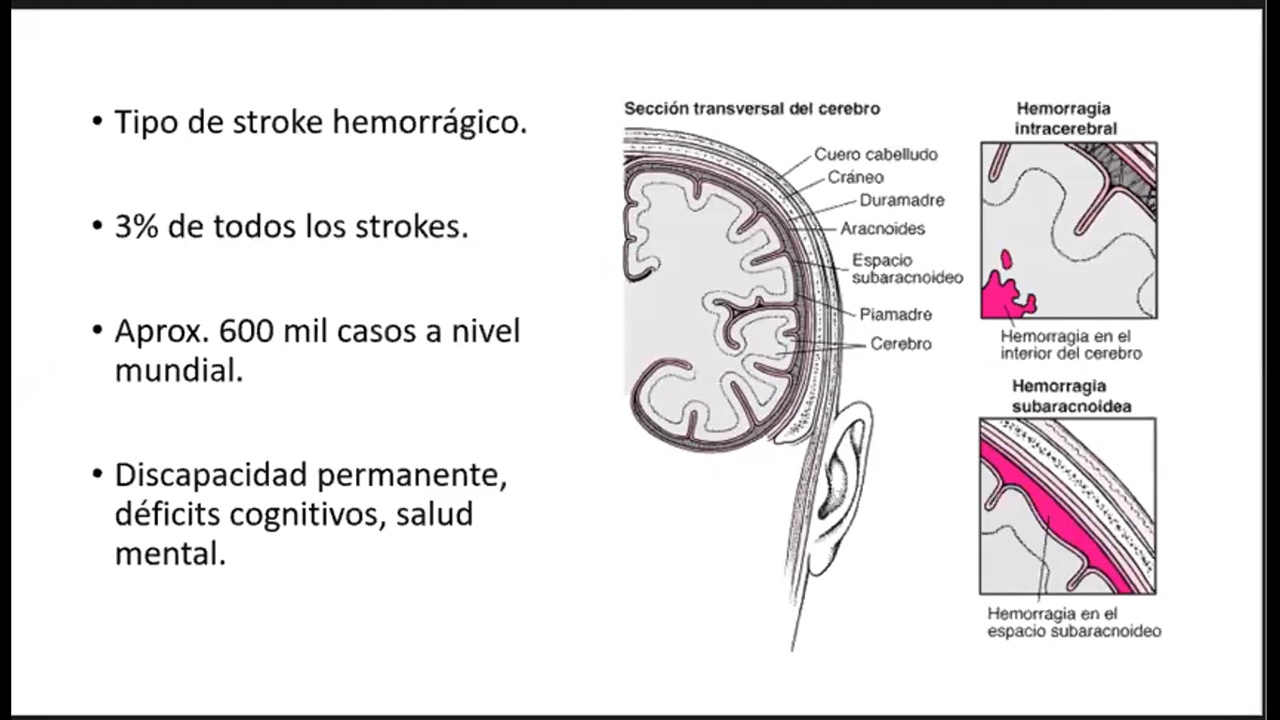 • Tipo de stroke hemorrágico.
• 3% de todos los strokes.
• Aprox. 600 mil casos a nivel
mundial.
• Discapacidad permanente,
déficits cognitivos, salud
mental.
Sección transversal del cerebro
Cuero cabelludo
Cráneo
Duramadre
Aracnoides
Espacio
subaracnoideo
Piamadre
Cerebro
Hemorragia
intracerebral
Hemorragia en el
interior del cerebro
Hemorragia
subaracnoidea
Hemorragia en el
espacio subaracnoideo